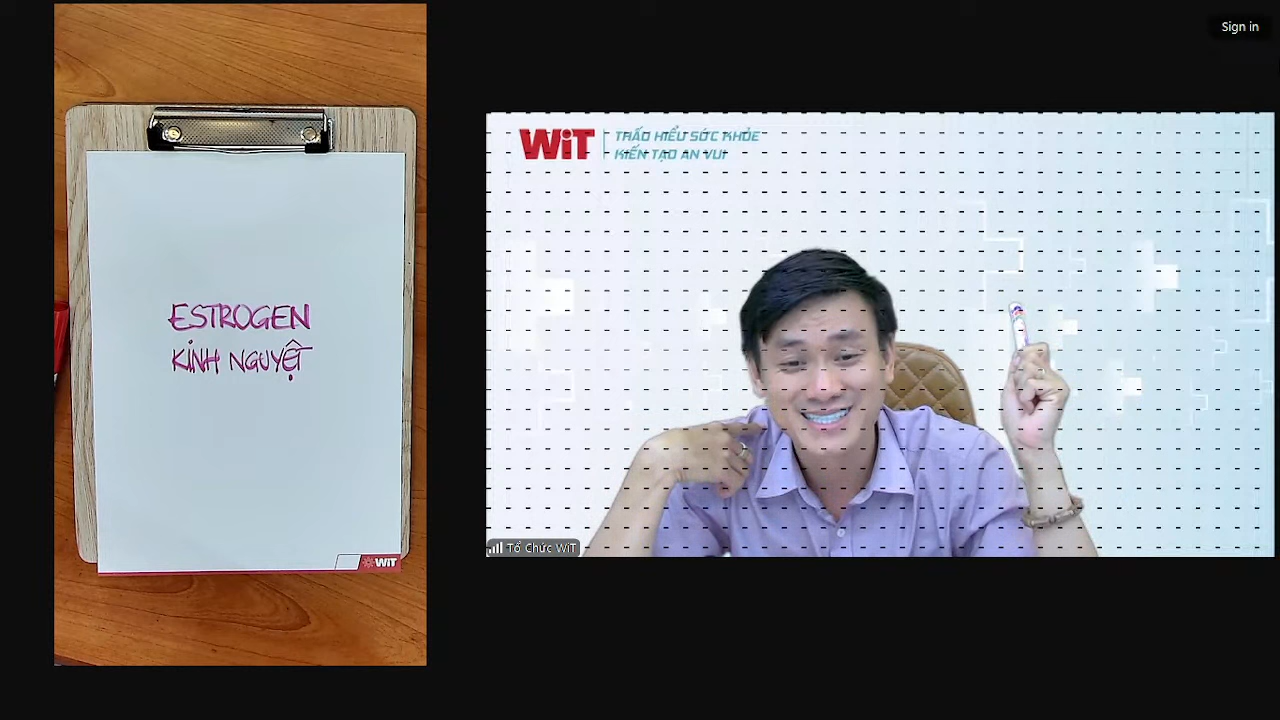 Sign in
WiT
THẤU HIỂU SỨC KHỎE
KIẾN TẠO AN VUI
ESTROGEN
KINH NGUYỆT
Tổ Chức WiT
WiT